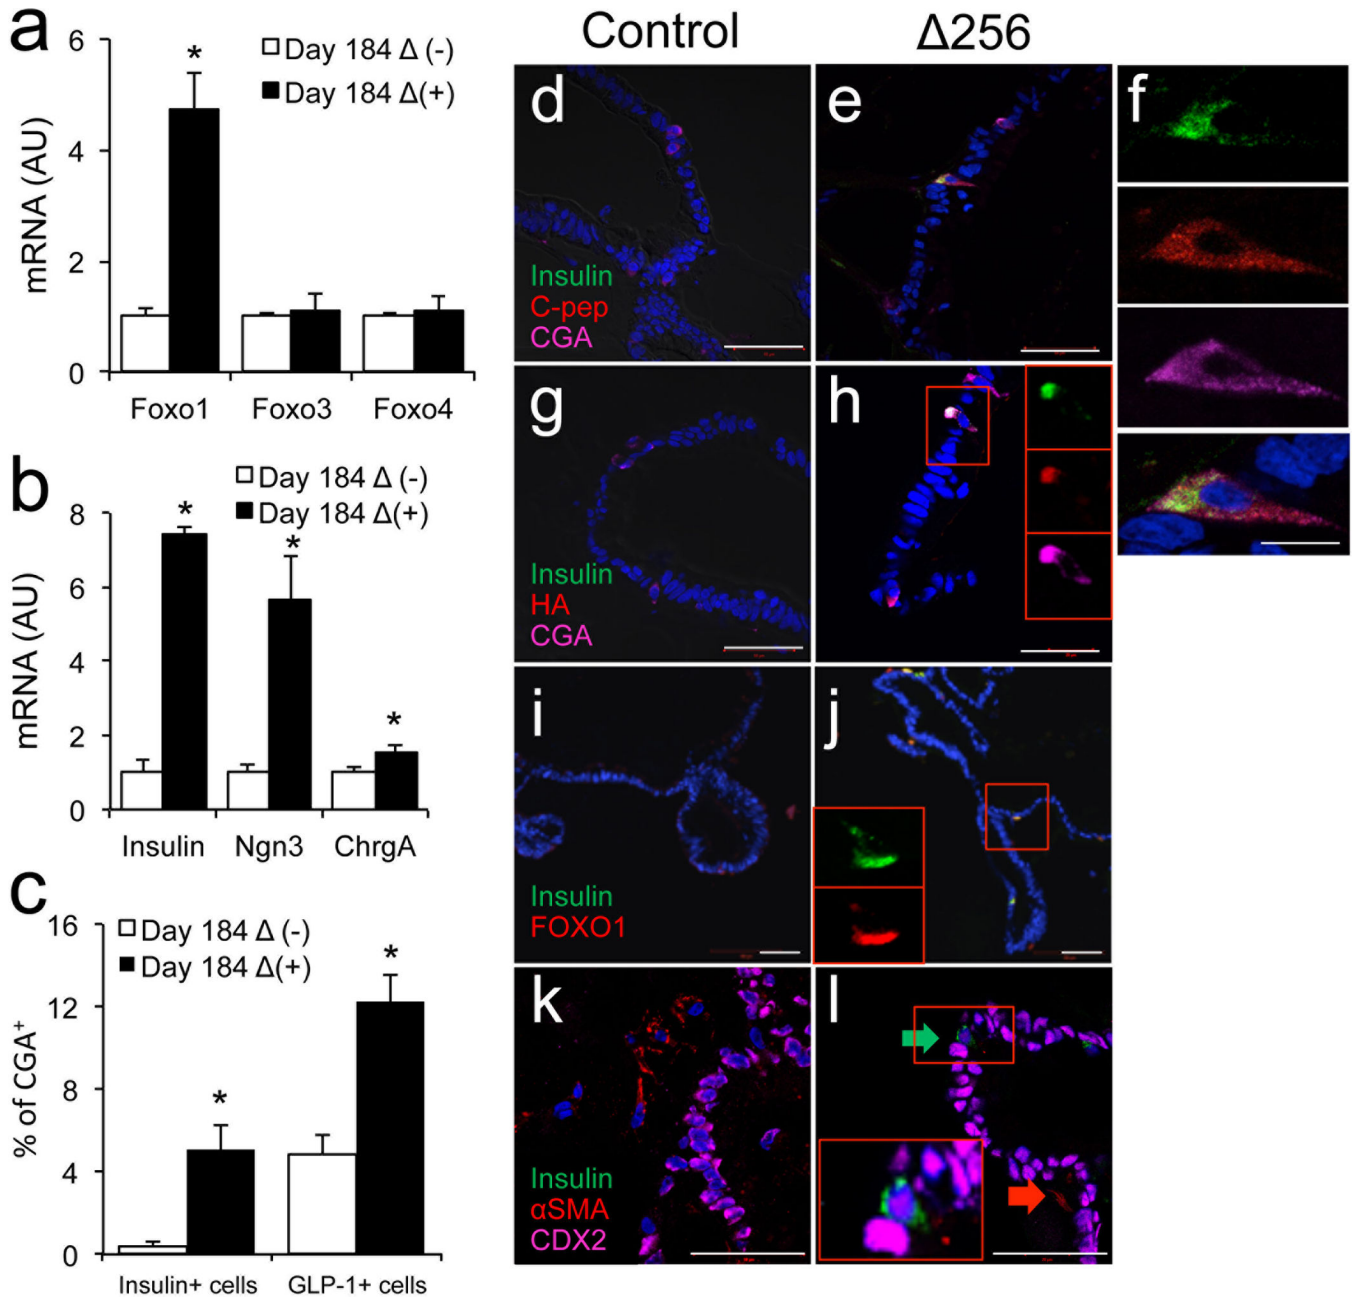 a
6
4
2
0
mRNA (AU)
*
Day 184 Δ (-)
Day 184 Δ(+)
Foxo1 Foxo3 Foxo4
b
8
6
4
2
0
mRNA (AU)
Day 184 Δ (-)
Day 184 Δ(+)
* * *
Insulin Ngn3 ChrgA
c
16
12
8
4
0
% of CGA+
Day 184 Δ (-)
Day 184 Δ(+)
* *
Insulin+ cells GLP-1+ cells
Control Δ256
d
Insulin
C-pep
CGA
e
f
g
Insulin
HA
CGA
h
i
Insulin
FOXO1
j
k
Insulin
αSMA
CDX2
l